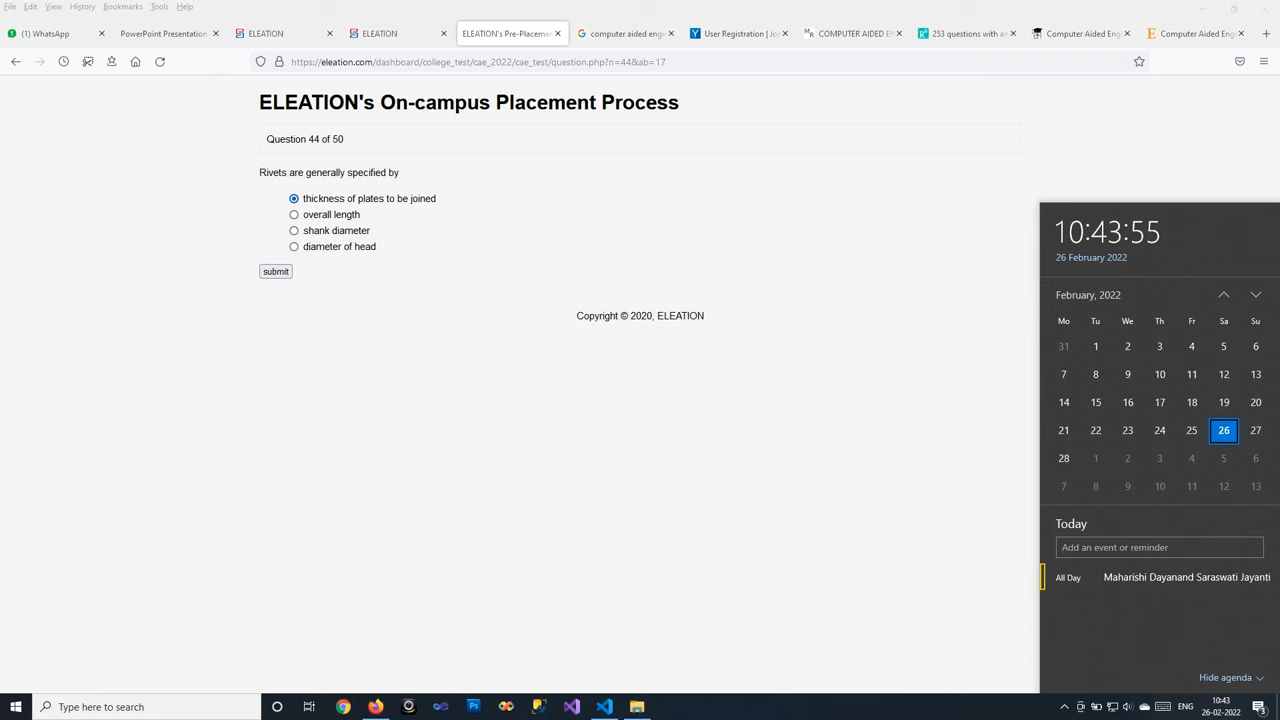 File Edit View History Bookmarks Tools Help
(1) WhatsApp
PowerPoint Presentation
ELEATION
ELEATION
ELEATION's Pre-Placemen
computer aided engi
User Registration | Jo
COMPUTER AIDED E
253 questions with a
Computer Aided Eng
Computer Aided Eng
https://eleation.com/dashboard/college_test/cae_2022/cae_test/question.php?n=44&ab=17
ELEATION's On-campus Placement Process
Question 44 of 50
Rivets are generally specified by
thickness of plates to be joined
overall length
shank diameter
diameter of head
submit
Copyright © 2020, ELEATION
10:43:55
26 February 2022
February, 2022
Mo Tu We Th Fr Sa Su
31 1 2 3 4 5 6
7 8 9 10 11 12 13
14 15 16 17 18 19 20
21 22 23 24 25 26 27
28 1 2 3 4 5 6
7 8 9 10 11 12 13
Today
Add an event or reminder
All Day Maharishi Dayanand Saraswati Jayanti
Hide agenda
Type here to search
ENG
10:43
26-02-2022